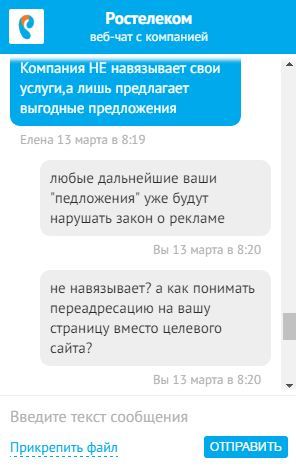 Ростелеком
веб-чат с компанией
Компания НЕ навязывает свои
услуги,а лишь предлагает
выгодные предложения
Елена 13 марта в 8:19
любые дальнейшие ваши
"педложения" уже будут
нарушать закон о рекламе
Вы 13 марта в 8:20
не навязывает? а как понимать
переадресацию на вашу
страницу вместо целевого
сайта?
Вы 13 марта в 8:20
Введите текст сообщения
Прикрепить файл
ОТПРАВИТЬ